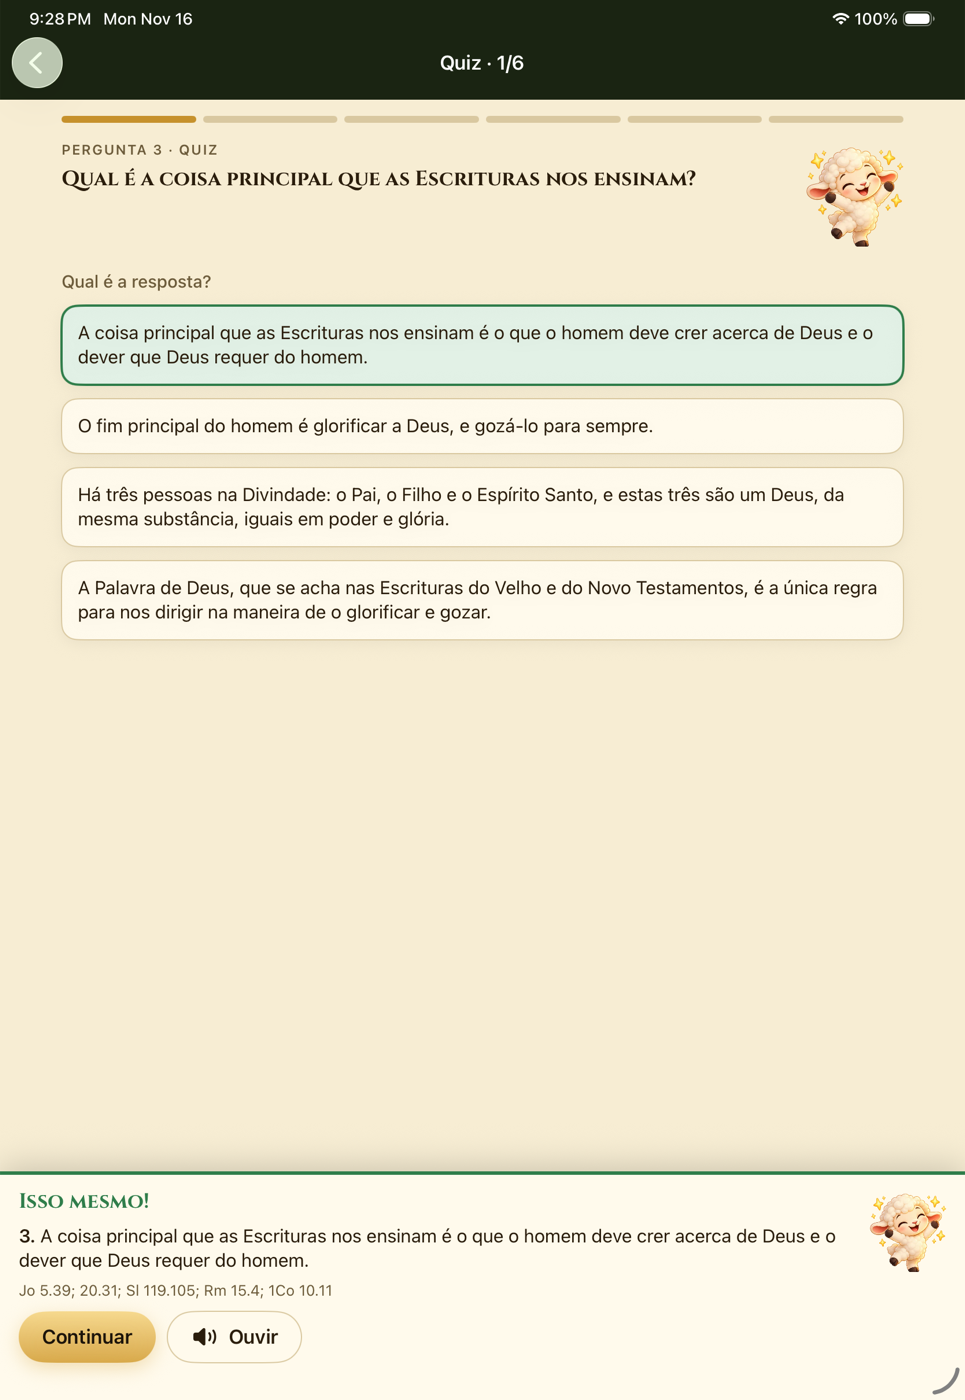 9:28 PM Mon Nov 16
100%
Quiz · 1/6
PERGUNTA 3 · QUIZ
Qual é a coisa principal que as Escrituras nos ensinam?
Qual é a resposta?
A coisa principal que as Escrituras nos ensinam é o que o homem deve crer acerca de Deus e o
dever que Deus requer do homem.
O fim principal do homem é glorificar a Deus, e gozá-lo para sempre.
Há três pessoas na Divindade: o Pai, o Filho e o Espírito Santo, e estas três são um Deus, da
mesma substância, iguais em poder e glória.
A Palavra de Deus, que se acha nas Escrituras do Velho e do Novo Testamentos, é a única regra
para nos dirigir na maneira de o glorificar e gozar.
Isso mesmo!
3. A coisa principal que as Escrituras nos ensinam é o que o homem deve crer acerca de Deus e o
dever que Deus requer do homem.
Jo 5.39; 20.31; Sl 119.105; Rm 15.4; 1Co 10.11
Continuar
Ouvir